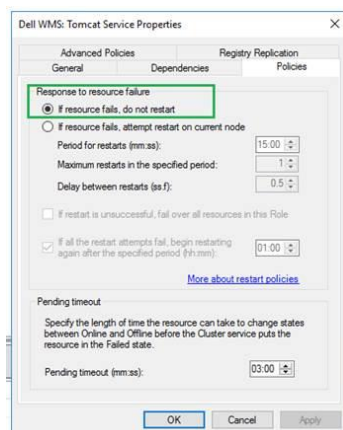 Dell WMS: Tomcat Service Properties
Advanced Policies
Registry Replication
General
Dependencies
Policies
Response to resource failure
If resource fails, do not restart
If resource fails, attempt restart on current node
Period for restarts (mm:ss):
15:00
Maximum restarts in the specified period:
1
Delay between restarts (ss.f):
0.5
If restart is unsuccessful, fail over all resources in this Role
If all the restart attempts fail, begin restarting
again after the specified period (hh:mm):
01:00
More about restart policies
Pending timeout
Specify the length of time the resource can take to change states
between Online and Offline before the Cluster service puts the
resource in the Failed state.
Pending timeout (mm:ss):
03:00
OK
Cancel
Apply